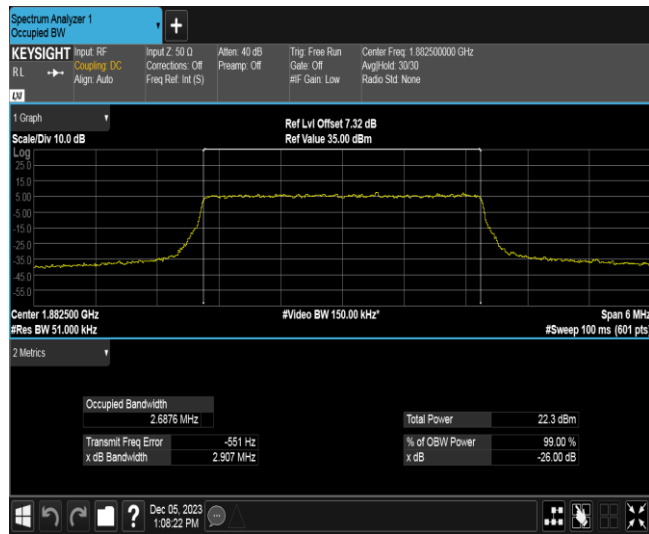 Spectrum Analyzer 1
Occupied BW
+
KEYSIGHT
RL
LXI
Input: RF
Coupling: DC
Align: Auto
Input Z: 50 Ω
Corrections: Off
Freq Ref: Int (S)
Atten: 40 dB
Preamp: Off
Trig: Free Run
Gate: Off
#IF Gain: Low
Center Freq: 1.882500000 GHz
Avg|Hold: 30/30
Radio Std: None
1 Graph
Scale/Div 10.0 dB
Ref Lvl Offset 7.32 dB
Ref Value 35.00 dBm
Log
25.0
15.0
5.00
-5.00
-15.0
-25.0
-35.0
-45.0
-55.0
Center 1.882500 GHz
#Res BW 51.000 kHz
#Video BW 150.00 kHz*
Span 6 MHz
#Sweep 100 ms (601 pts)
2 Metrics
Occupied Bandwidth
2.6876 MHz
Transmit Freq Error -551 Hz
x dB Bandwidth 2.907 MHz
Total Power 22.3 dBm
% of OBW Power 99.00 %
x dB -26.00 dB
?
Dec 05, 2023
1:08:22 PM